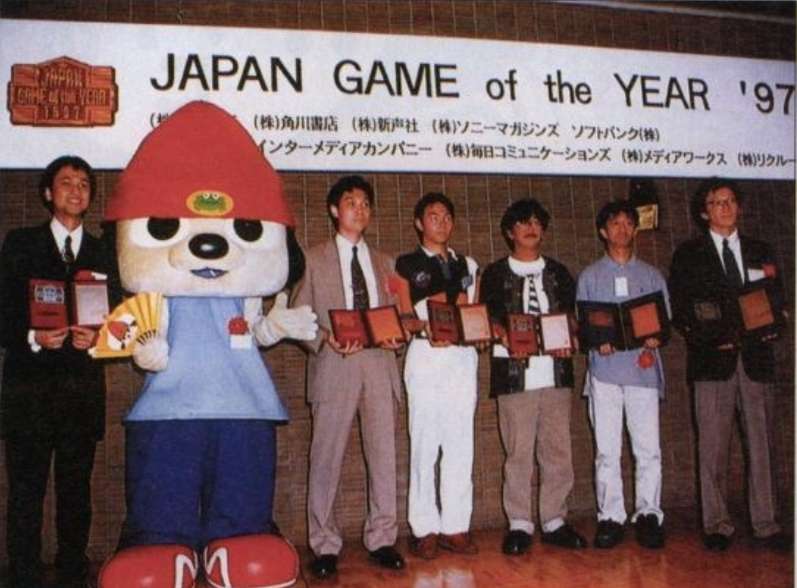 JAPAN
GAME of the YEAR
1997
JAPAN GAME of the YEAR '97
(株)角川書店 (株)新声社 (株)ソニーマガジンズ ソフトバンク(株)
インターメディアカンパニー (株)毎日コミュニケーションズ (株)メディアワークス (株)リクルー